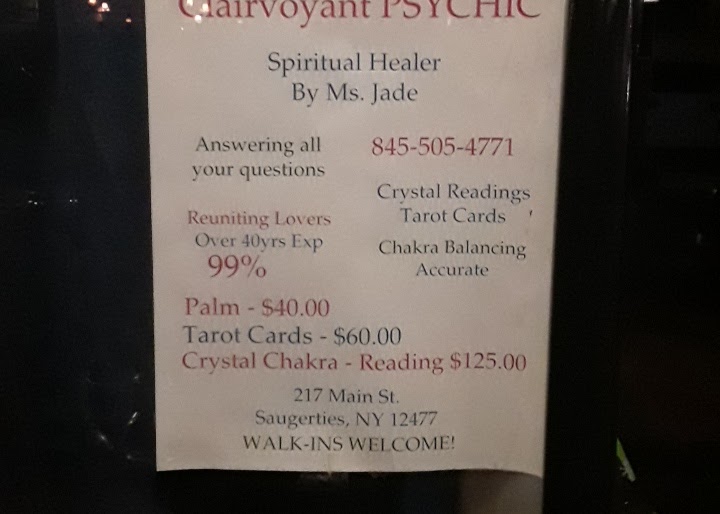 Clairvoyant PSYCHIC
Spiritual Healer
By Ms. Jade
Answering all
your questions
845-505-4771
Crystal Readings
Tarot Cards
Reuniting Lovers
Over 40yrs Exp
99%
Chakra Balancing
Accurate
Palm - $40.00
Tarot Cards - $60.00
Crystal Chakra - Reading $125.00
217 Main St.
Saugerties, NY 12477
WALK-INS WELCOME!